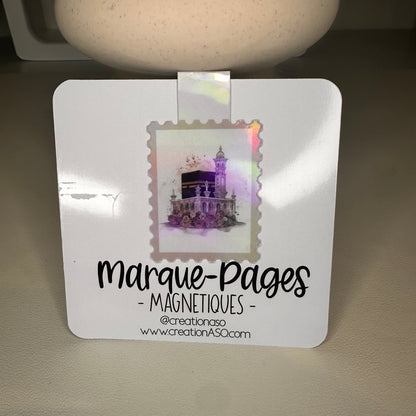 Marque-Pages
- MAGNETIQUES -
@creationaso
www.creationASO.com